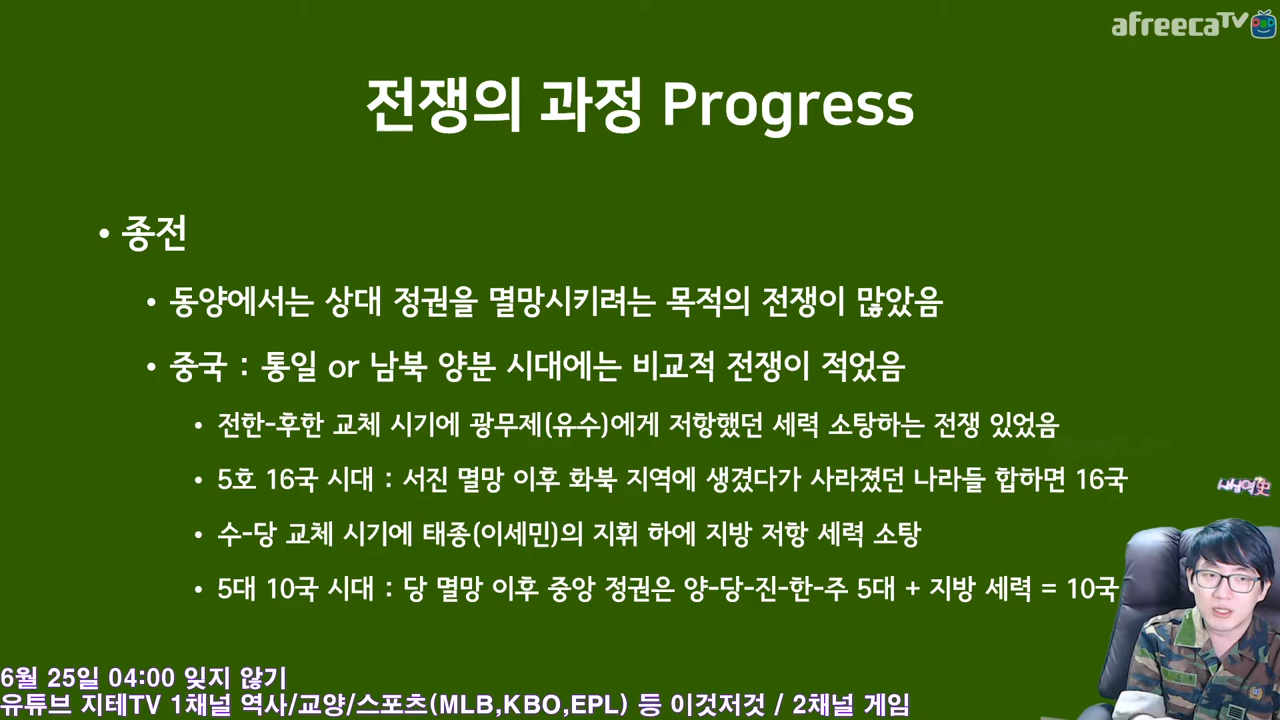 afreecaTV
전쟁의 과정 Progress
• 종전
• 동양에서는 상대 정권을 멸망시키려는 목적의 전쟁이 많았음
• 중국 : 통일 or 남북 양분 시대에는 비교적 전쟁이 적었음
• 전한-후한 교체 시기에 광무제(유수)에게 저항했던 세력 소탕하는 전쟁 있었음
• 5호 16국 시대 : 서진 멸망 이후 화북 지역에 생겼다가 사라졌던 나라들 합하면 16국
• 수-당 교체 시기에 태종(이세민)의 지휘 하에 지방 저항 세력 소탕
• 5대 10국 시대 : 당 멸망 이후 중앙 정권은 양-당-진-한-주 5대 + 지방 세력 = 10국
6월 25일 04:00 잊지 않기
유튜브 지테TV 1채널 역사/교양/스포츠(MLB,KBO,EPL) 등 이것저것 / 2채널 게임